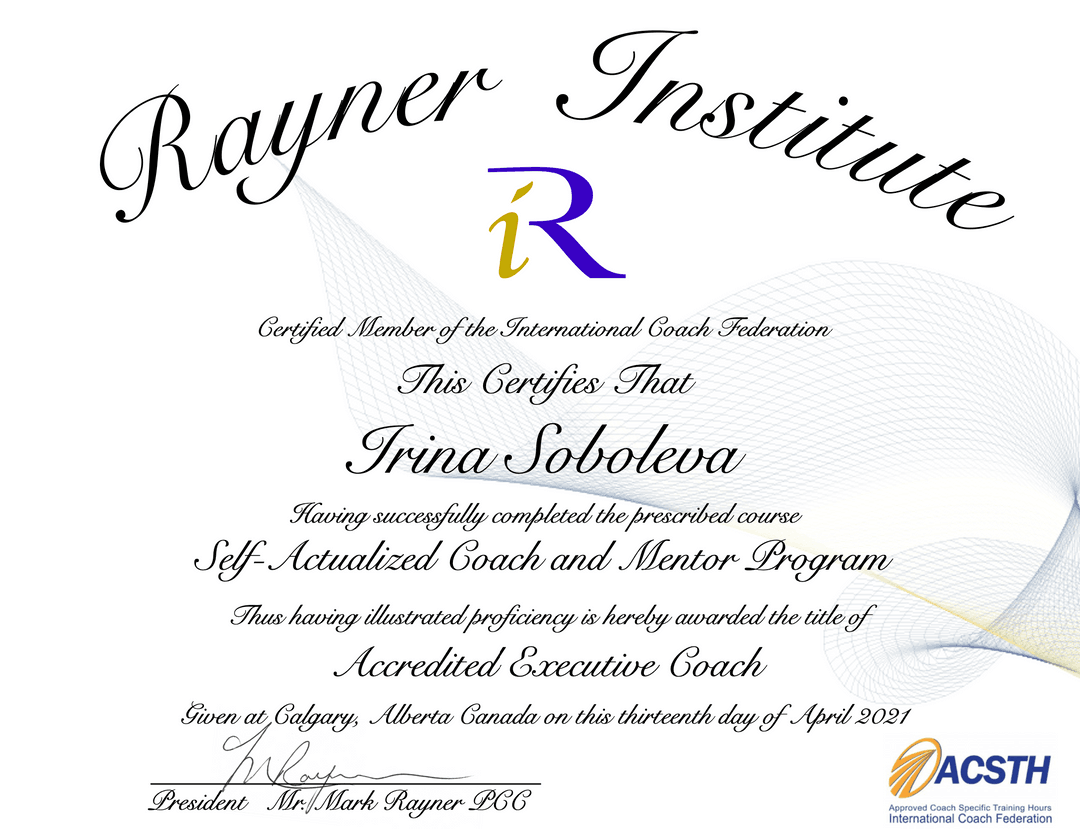 Rayner Institute
iR
Certified Member of the International Coach Federation
This Certifies That
Irina Soboleva
Having successfully completed the prescribed course
Self-Actualized Coach and Mentor Program
Thus having illustrated proficiency is hereby awarded the title of
Accredited Executive Coach
Given at Calgary, Alberta Canada on this thirteenth day of April 2021
M Rayner
President Mr. Mark Rayner PCC
ACSTH
Approved Coach Specific Training Hours
International Coach Federation